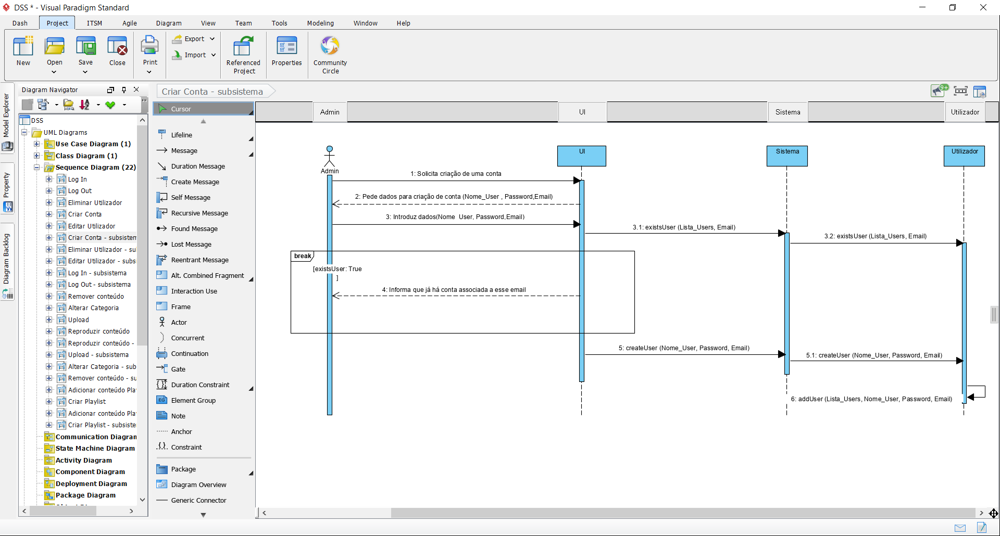 DSS * - Visual Paradigm Standard
Dash Project ITSM Agile Diagram View Team Tools Modeling Window Help
New
Open
Save
Close
Print
Export
Import
Referenced
Project
Properties
Community
Circle
Model Explorer
Property
Diagram Backlog
Diagram Navigator
DSS
UML Diagrams
Use Case Diagram (1)
Class Diagram (1)
Sequence Diagram (22)
Log In
Log Out
Eliminar Utilizador
Criar Conta
Editar Utilizador
Criar Conta - subsistem
Eliminar Utilizador - su
Editar Utilizador - subs
Log In - subsistema
Log Out - subsistema
Remover conteúdo
Alterar Categoria
Upload
Reproduzir conteúdo
Reproduzir conteúdo -
Upload - subsistema
Alterar Categoria - sub
Remover conteúdo - su
Adicionar conteúdo Pla
Criar Playlist
Adicionar conteúdo Pla
Criar Playlist - subsiste
Communication Diagran
State Machine Diagram
Activity Diagram
Component Diagram
Deployment Diagram
Package Diagram
Criar Conta - subsistema
9+
Cursor
Lifeline
Message
Duration Message
Create Message
Self Message
Recursive Message
Found Message
Lost Message
Reentrant Message
Alt. Combined Fragment
Interaction Use
Frame
Actor
Concurrent
Continuation
Gate
Duration Constraint
EG Element Group
Note
Anchor
Constraint
Package
Diagram Overview
Generic Connector
Admin UI Sistema Utilizador
Admin
UI
Sistema
Utilizador
1: Solicita criação de uma conta
2: Pede dados para criação de conta (Nome_User , Password,Email)
3: Introduz dados(Nome_User, Password,Email)
3.1: existsUser (Lista_Users, Email)
3.2: existsUser (Lista_Users, Email)
break
[existsUser: True
]
4: Informa que já há conta associada a esse email
5: createUser (Nome_User, Password, Email)
5.1: createUser (Nome_User, Password, Email)
6: addUser (Lista_Users, Nome_User, Password, Email)